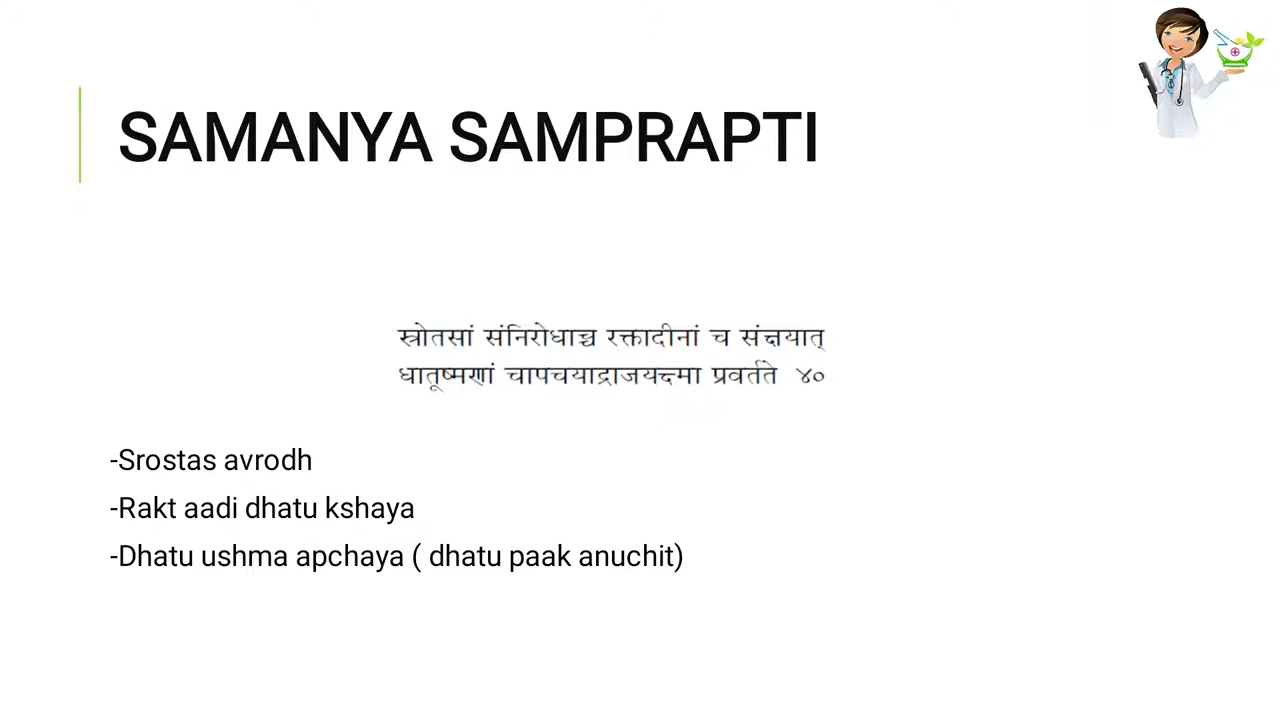 SAMANYA SAMPRAPTI
स्रोतसां संनिरोधाच्च रक्तादीनां च संक्षयात्
धातूष्मणां चापचयाद्राजयक्ष्मा प्रवर्तते ४०
-Srostas avrodh
-Rakt aadi dhatu kshaya
-Dhatu ushma apchaya ( dhatu paak anuchit)